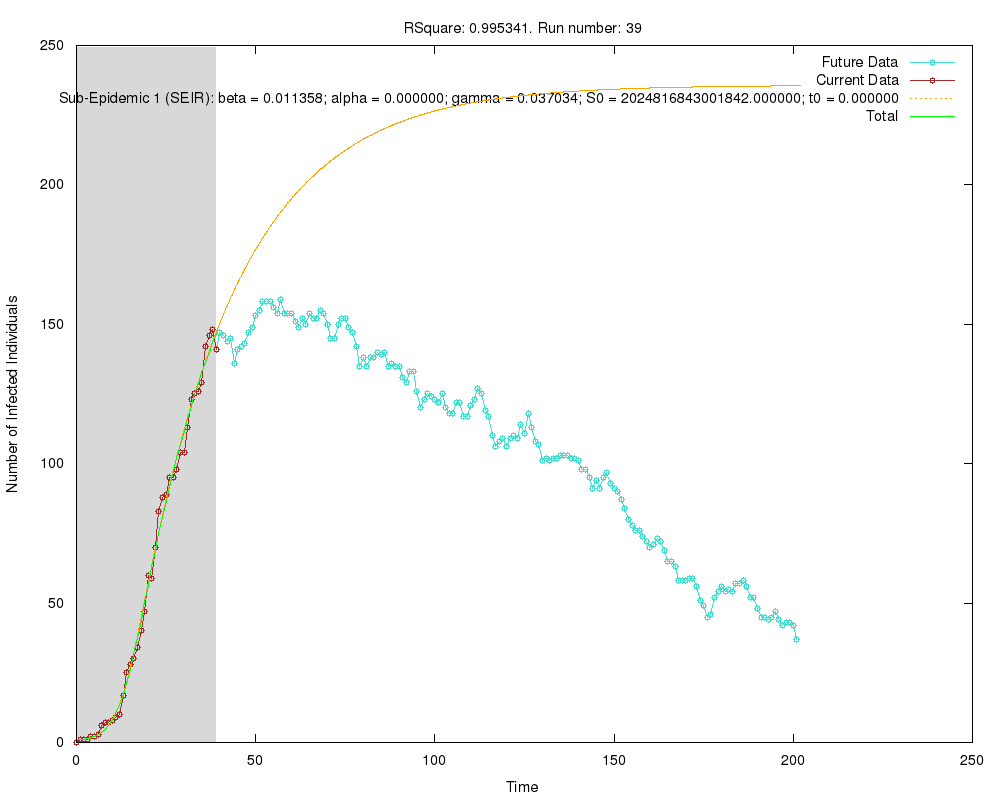 RSquare: 0.995341. Run number: 39
250
200
150
100
50
0
0
50
100
150
200
250
Number of Infected Individuals
Time
Future Data
Current Data
Sub-Epidemic 1 (SEIR): beta = 0.011358; alpha = 0.000000; gamma = 0.037034; S0 = 2024816843001842.000000; t0 = 0.000000
Total